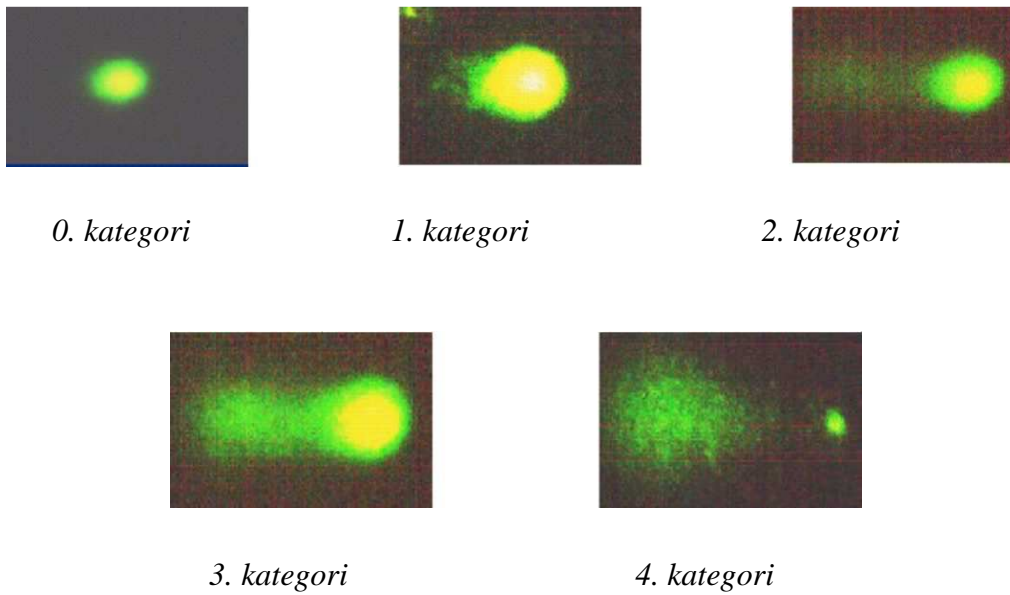 0. kategori
1. kategori
2. kategori
3. kategori
4. kategori